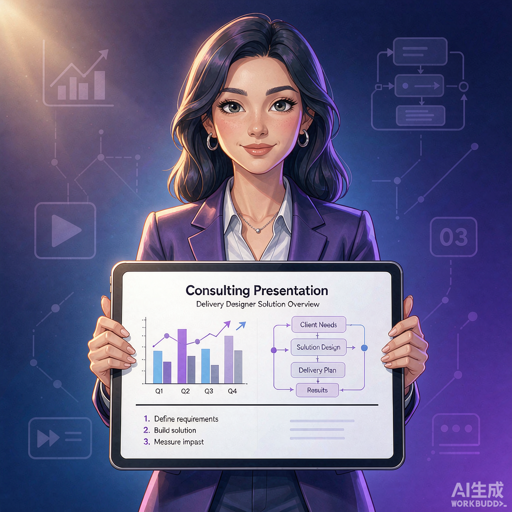 03
Consulting Presentation
Delivery Designer Solution Overview
Q1 Q2 Q3 Q4
Client Needs
Solution Design
Delivery Plan
Results
1. Define requirements
2. Build solution
3. Measure impact
AI生成